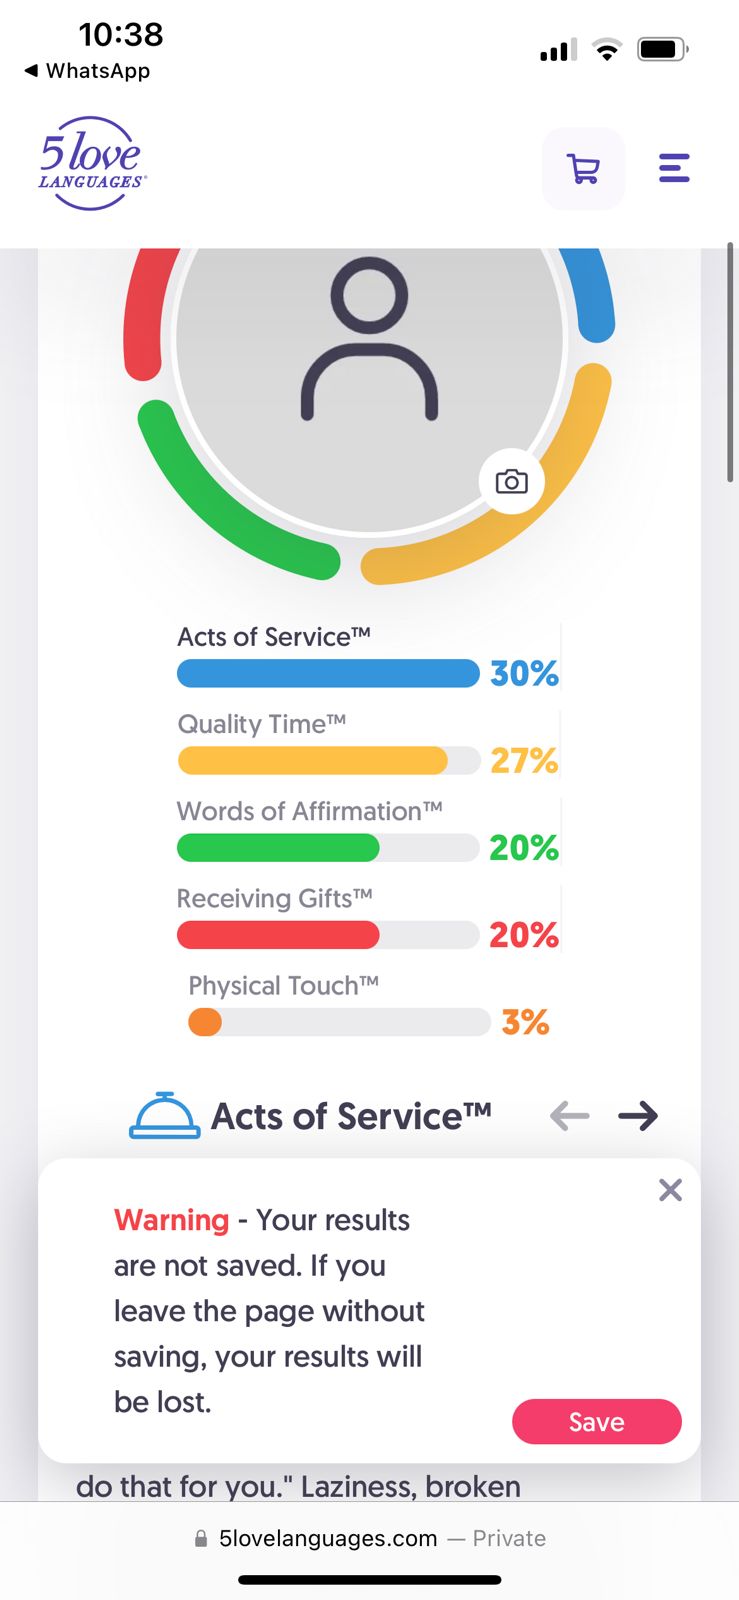 10:38
WhatsApp
5 love
LANGUAGES®
Acts of Service™
30%
Quality Time™
27%
Words of Affirmation™
20%
Receiving Gifts™
20%
Physical Touch™
3%
Acts of Service™
Warning - Your results
are not saved. If you
leave the page without
saving, your results will
be lost.
Save
do that for you." Laziness, broken
5lovelanguages.com — Private